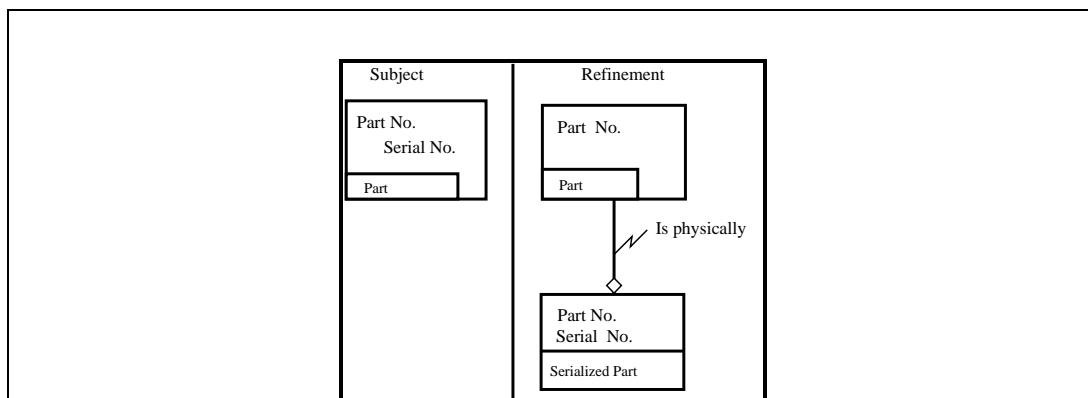 Subject
Refinement
Part No.
Serial No.
Part
Part No.
Part
Is physically
Part No.
Serial No.
Serialized Part